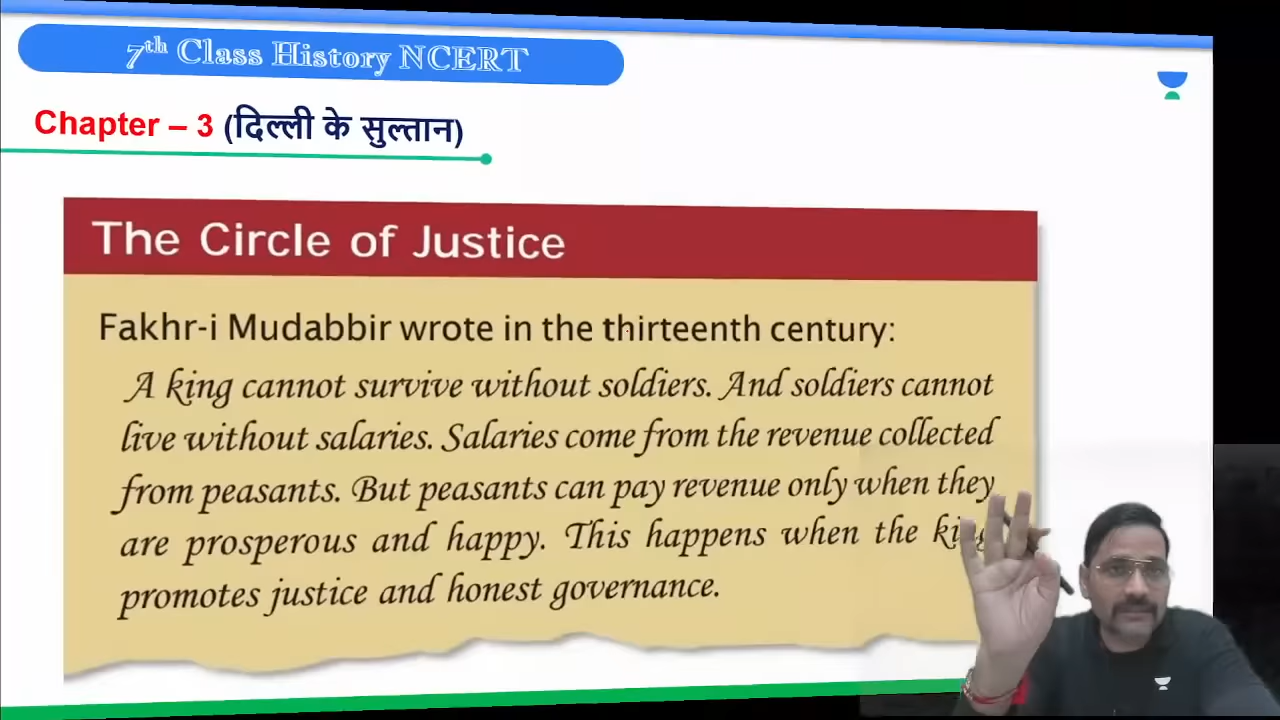 7th Class History NCERT
Chapter – 3 (दिल्ली के सुल्तान)
The Circle of Justice
Fakhr-i Mudabbir wrote in the thirteenth century:
A king cannot survive without soldiers. And soldiers cannot
live without salaries. Salaries come from the revenue collected
from peasants. But peasants can pay revenue only when they
are prosperous and happy. This happens when the king
promotes justice and honest governance.